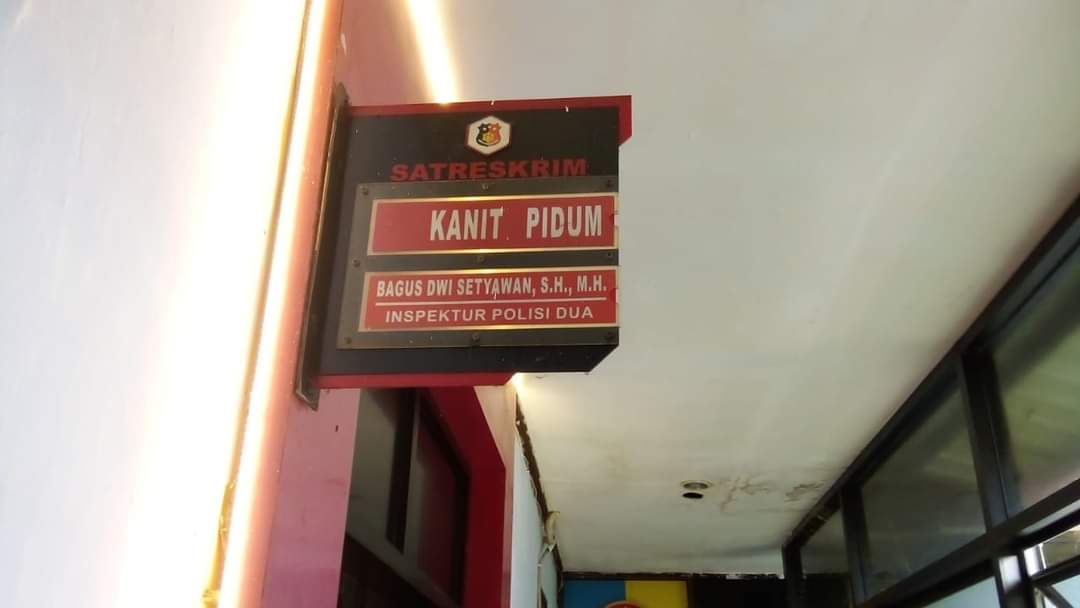 SATRESKRIM
KANIT PIDUM
BAGUS DWI SETYAWAN, S.H., M.H.
INSPEKTUR POLISI DUA